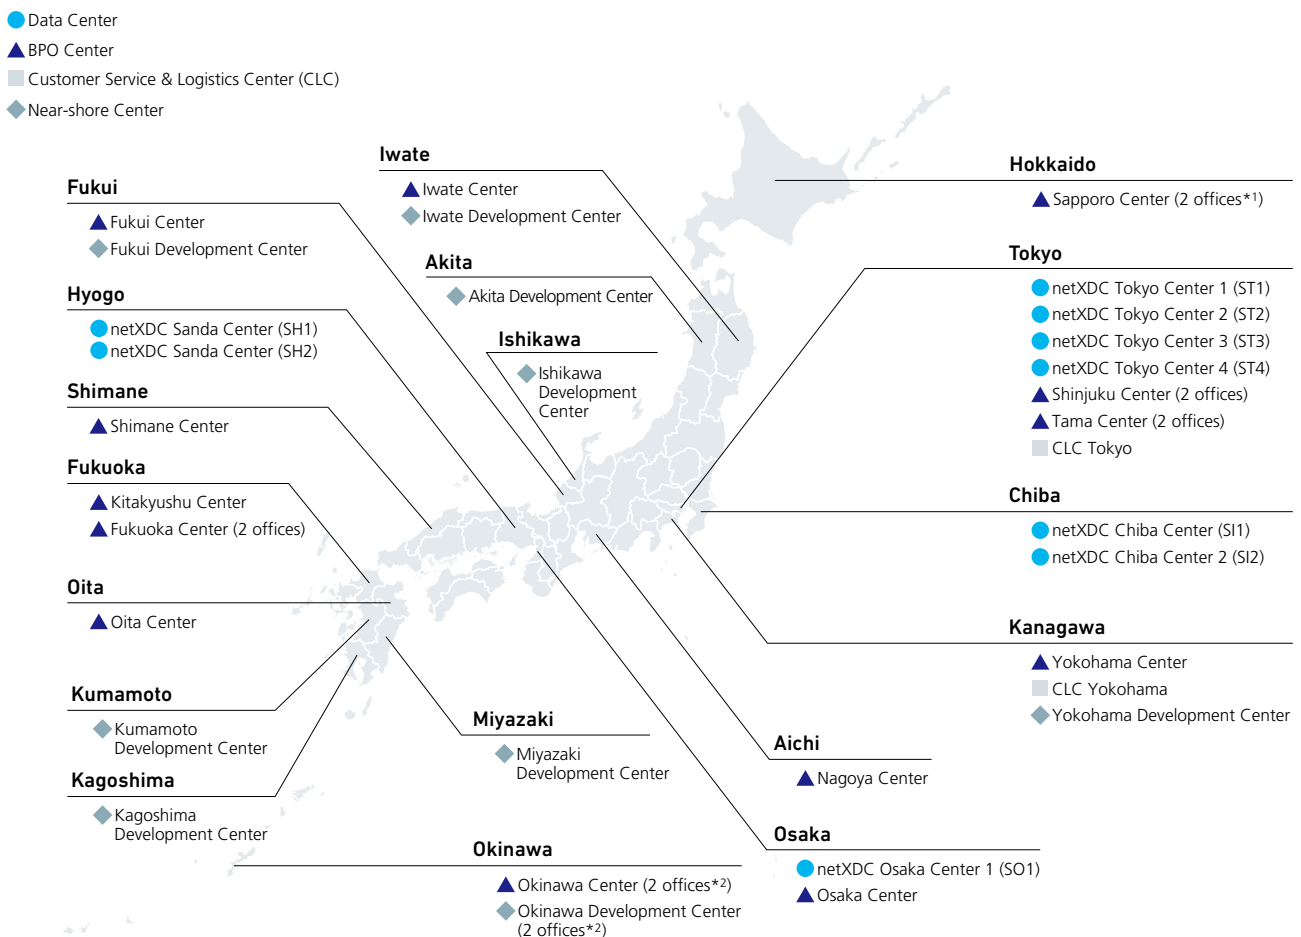 Data Center
BPO Center
Customer Service & Logistics Center (CLC)
Near-shore Center
Iwate
Iwate Center
Iwate Development Center
Fukui
Fukui Center
Fukui Development Center
Akita
Akita Development Center
Hyogo
netXDC Sanda Center (SH1)
netXDC Sanda Center (SH2)
Ishikawa
Ishikawa
Development
Center
Shimane
Shimane Center
Fukuoka
Kitakyushu Center
Fukuoka Center (2 offices)
Oita
Oita Center
Kumamoto
Kumamoto
Development Center
Kagoshima
Kagoshima
Development Center
Miyazaki
Miyazaki
Development Center
Okinawa
Okinawa Center (2 offices*2)
Okinawa Development Center
(2 offices*2)
Hokkaido
Sapporo Center (2 offices*1)
Tokyo
netXDC Tokyo Center 1 (ST1)
netXDC Tokyo Center 2 (ST2)
netXDC Tokyo Center 3 (ST3)
netXDC Tokyo Center 4 (ST4)
Shinjuku Center (2 offices)
Tama Center (2 offices)
CLC Tokyo
Chiba
netXDC Chiba Center (SI1)
netXDC Chiba Center 2 (SI2)
Kanagawa
Yokohama Center
CLC Yokohama
Yokohama Development Center
Aichi
Nagoya Center
Osaka
netXDC Osaka Center 1 (SO1)
Osaka Center